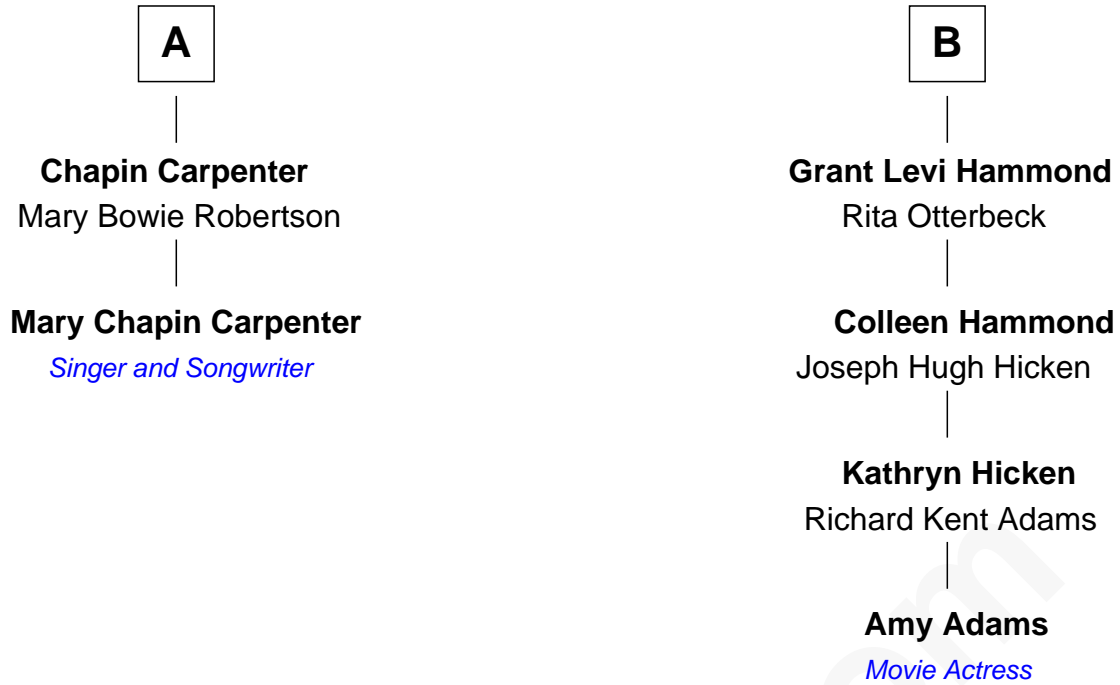 A
Chapin Carpenter
Mary Bowie Robertson
Mary Chapin Carpenter
Singer and Songwriter
B
Grant Levi Hammond
Rita Otterbeck
Colleen Hammond
Joseph Hugh Hicken
Kathryn Hicken
Richard Kent Adams
Amy Adams
Movie Actress